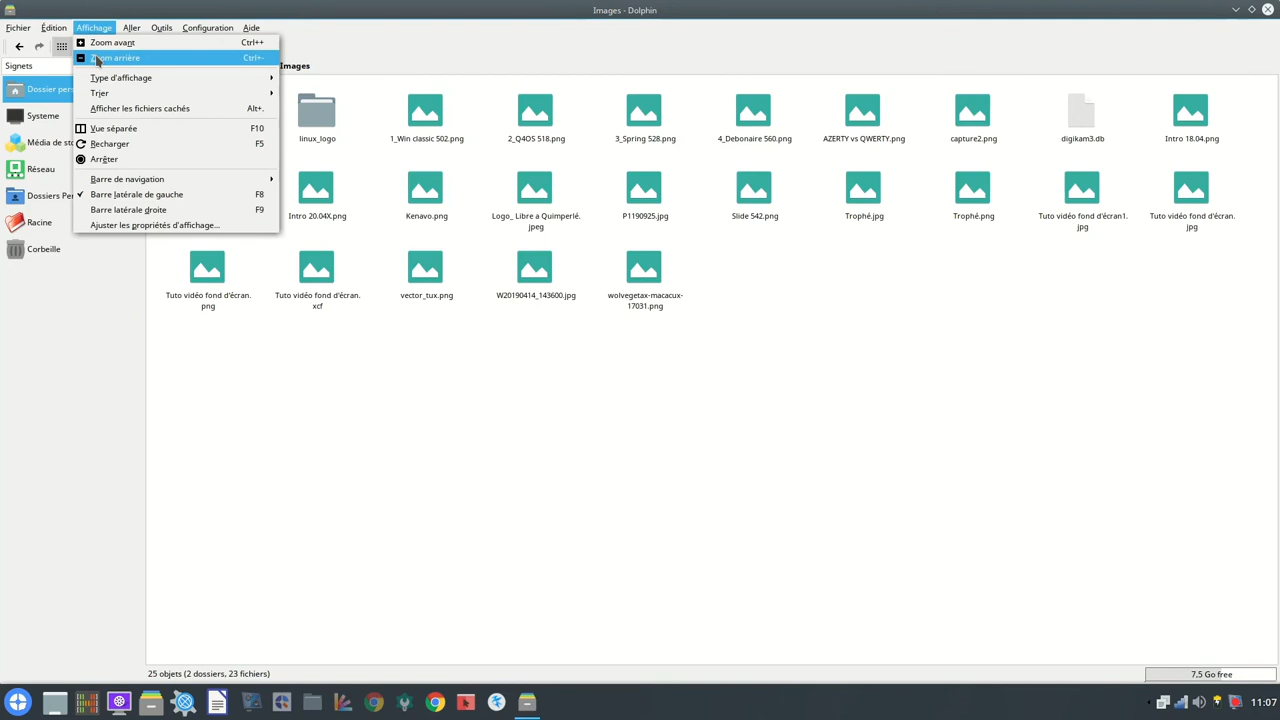 Images - Dolphin
Fichier Édition Affichage Aller Outils Configuration Aide
Zoom avant Ctrl++
Zoom arrière Ctrl+-
Type d'affichage
Trier
Afficher les fichiers cachés Alt+.
Vue séparée F10
Recharger F5
Arrêter
Barre de navigation
Barre latérale de gauche F8
Barre latérale droite F9
Ajuster les propriétés d'affichage...
Signets
Dossier pers
Systeme
Média de sto
Réseau
Dossiers Per
Racine
Corbeille
Images
linux_logo
1_Win classic 502.png
2_Q4OS 518.png
3_Spring 528.png
4_Debonaire 560.png
AZERTY vs QWERTY.png
capture2.png
digikam3.db
Intro 18.04.png
Intro 20.04X.png
Kenavo.png
Logo_ Libre a Quimperlé.
jpeg
P1190925.jpg
Slide 542.png
Trophé.jpg
Trophé.png
Tuto vidéo fond d'écran1.
jpg
Tuto vidéo fond d'écran.
jpg
Tuto vidéo fond d'écran.
png
Tuto vidéo fond d'écran.
xcf
vector_tux.png
W20190414_143600.jpg
wolvegetax-macacux-
17031.png
25 objets (2 dossiers, 23 fichiers)
7,5 Go free
11:07